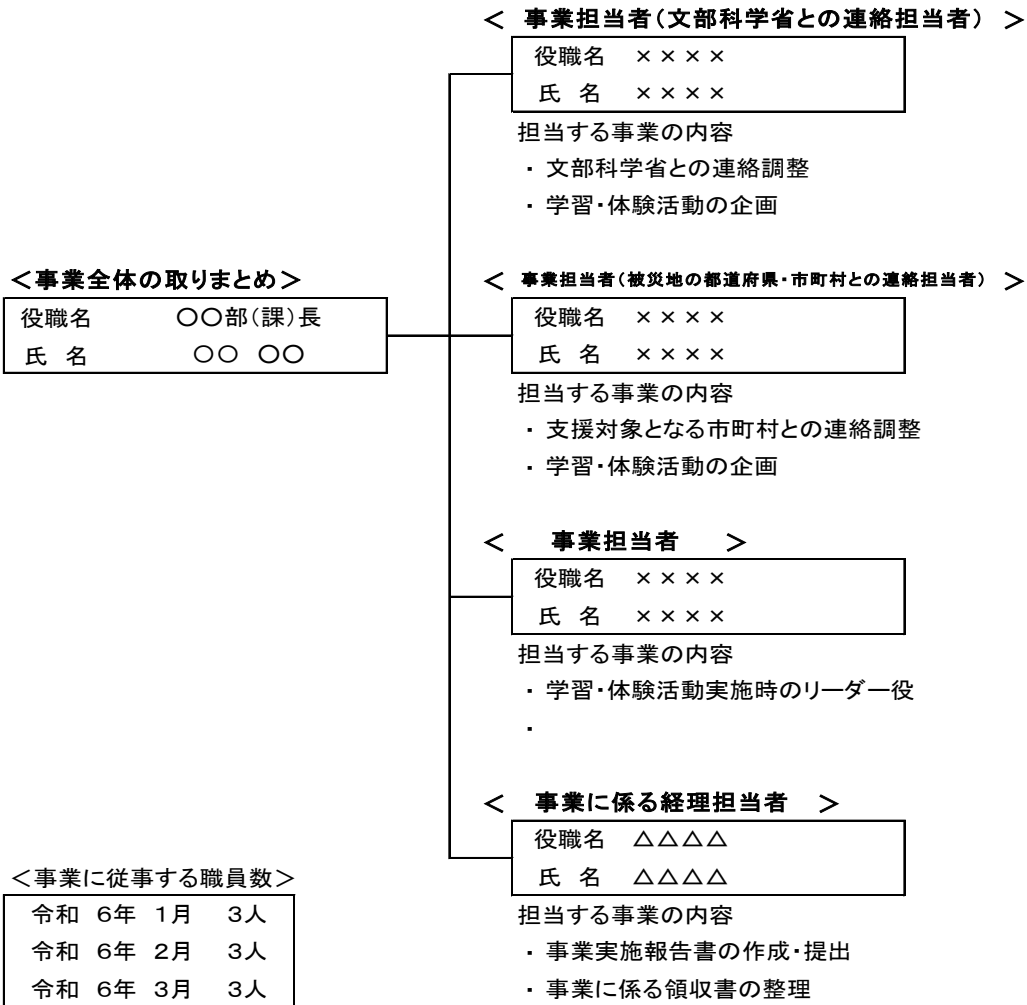 ＜ 事業担当者（文部科学省との連絡担当者） ＞
役職名 ××××
氏 名 ××××
担当する事業の内容
・ 文部科学省との連絡調整
・ 学習・体験活動の企画
＜事業全体の取りまとめ＞
役職名 〇〇部（課）長
氏 名 ○○ 〇〇
＜ 事業担当者（被災地の都道府県・市町村との連絡担当者） ＞
役職名 ××××
氏 名 ××××
担当する事業の内容
・ 支援対象となる市町村との連絡調整
・ 学習・体験活動の企画
＜ 事業担当者 ＞
役職名 ××××
氏 名 ××××
担当する事業の内容
・ 学習・体験活動実施時のリーダー役
・
＜ 事業に係る経理担当者 ＞
役職名 △△△△
氏 名 △△△△
担当する事業の内容
・ 事業実施報告書の作成・提出
・ 事業に係る領収書の整理
＜事業に従事する職員数＞
令和 ６年 １月 ３人
令和 ６年 ２月 ３人
令和 ６年 ３月 ３人